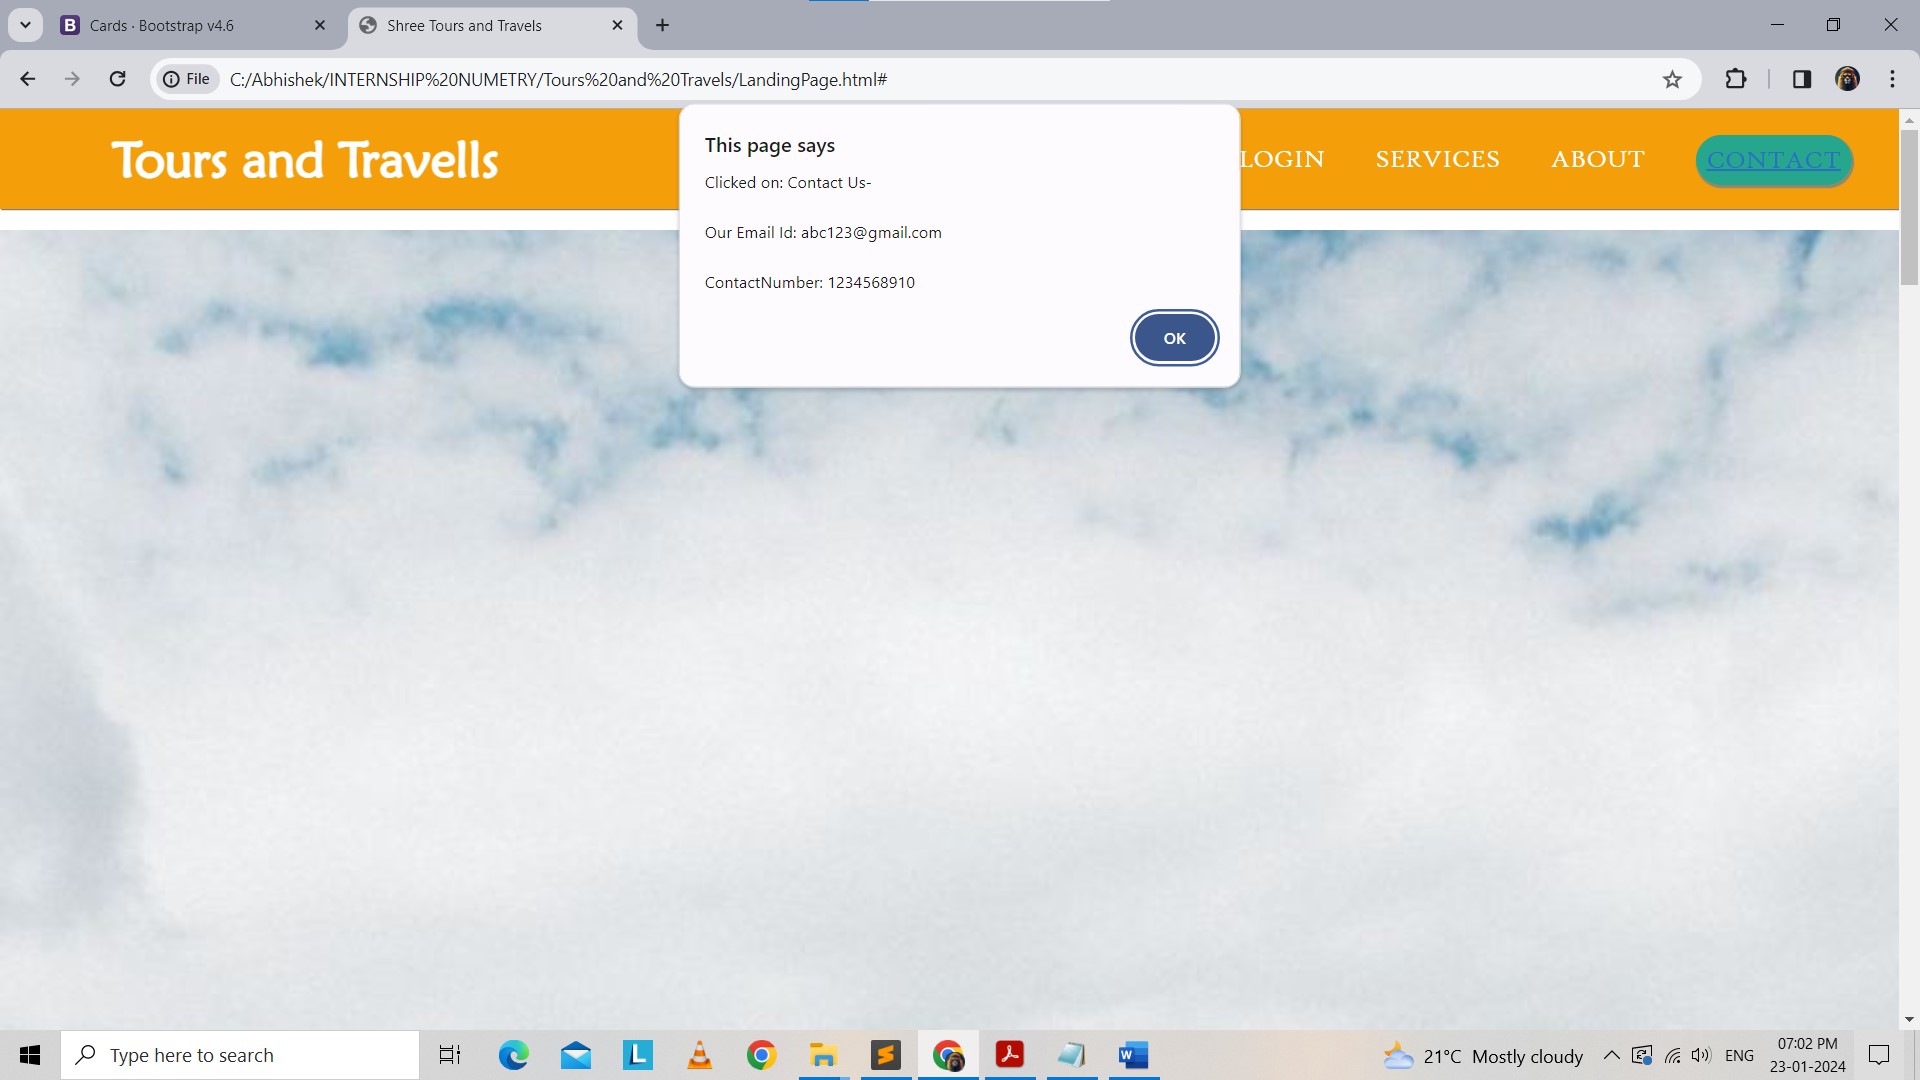 Cards · Bootstrap v4.6
Shree Tours and Travels
File
C:/Abhishek/INTERNSHIP%20NUMETRY/Tours%20and%20Travels/LandingPage.html#
Tours and Travells
LOGIN
SERVICES
ABOUT
CONTACT
This page says
Clicked on: Contact Us-
Our Email Id: abc123@gmail.com
ContactNumber: 1234568910
OK
Type here to search
21°C Mostly cloudy
ENG
07:02 PM
23-01-2024